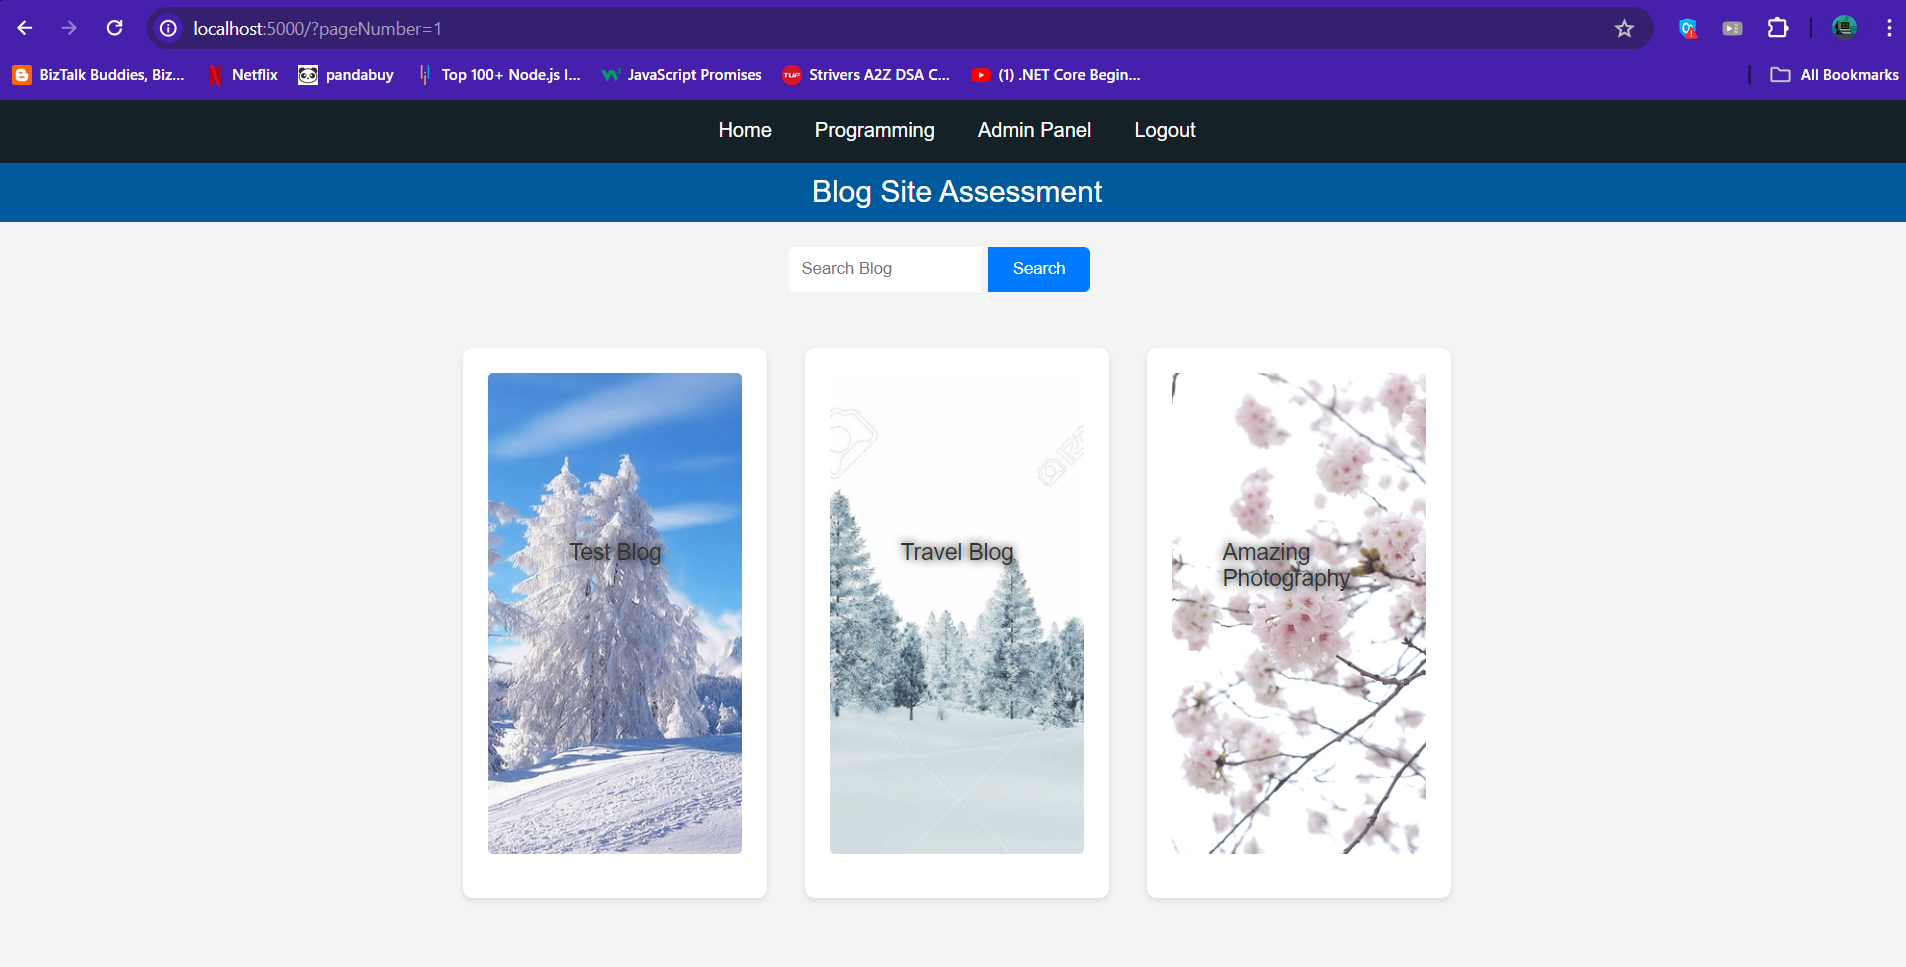 localhost:5000/?pageNumber=1
BizTalk Buddies, Biz... Netflix pandabuy Top 100+ Node.js I... JavaScript Promises TUF Strivers A2Z DSA C... (1) .NET Core Begin... All Bookmarks
Home Programming Admin Panel Logout
Blog Site Assessment
Search Blog Search
Test Blog
Travel Blog
Amazing
Photography